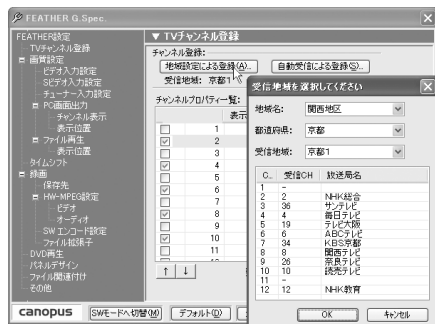 FEATHER G Spec.
FEATHER設定
TVチャンネル登録
画質設定
ビデオ入力設定
Sビデオ入力設定
チューナー入力設定
PC画面出力
チャンネル表示
表示位置
ファイル再生
表示位置
タイムシフト
録画
保存先
HW-MPEG設定
ビデオ
オーディオ
SWエンコード設定
ファイル拡張子
DVD再生
パネルデザイン
ファイル関連付け
その他
▼ TVチャンネル登録
チャンネル登録:
地域設定による登録(A)...
自動受信による登録(S)...
受信地域: 京都1
チャンネルプロパティ一覧:
表示
1
2
3
4
5
6
7
8
9
10
11
↑ ↓
canopus
SWモードへ切替(M)
デフォルト(D)
受信地域を選択してください
地域名: 関西地区
都道府県: 京都
受信地域: 京都1
C... 受信CH 放送局名
1 -
2 2 NHK総合
3 36 サンテレビ
4 4 毎日テレビ
5 19 テレビ大阪
6 6 ABCテレビ
7 34 KBS京都
8 8 関西テレビ
9 26 奈良テレビ
10 10 読売テレビ
11 -
12 12 NHK教育
OK
キャンセル